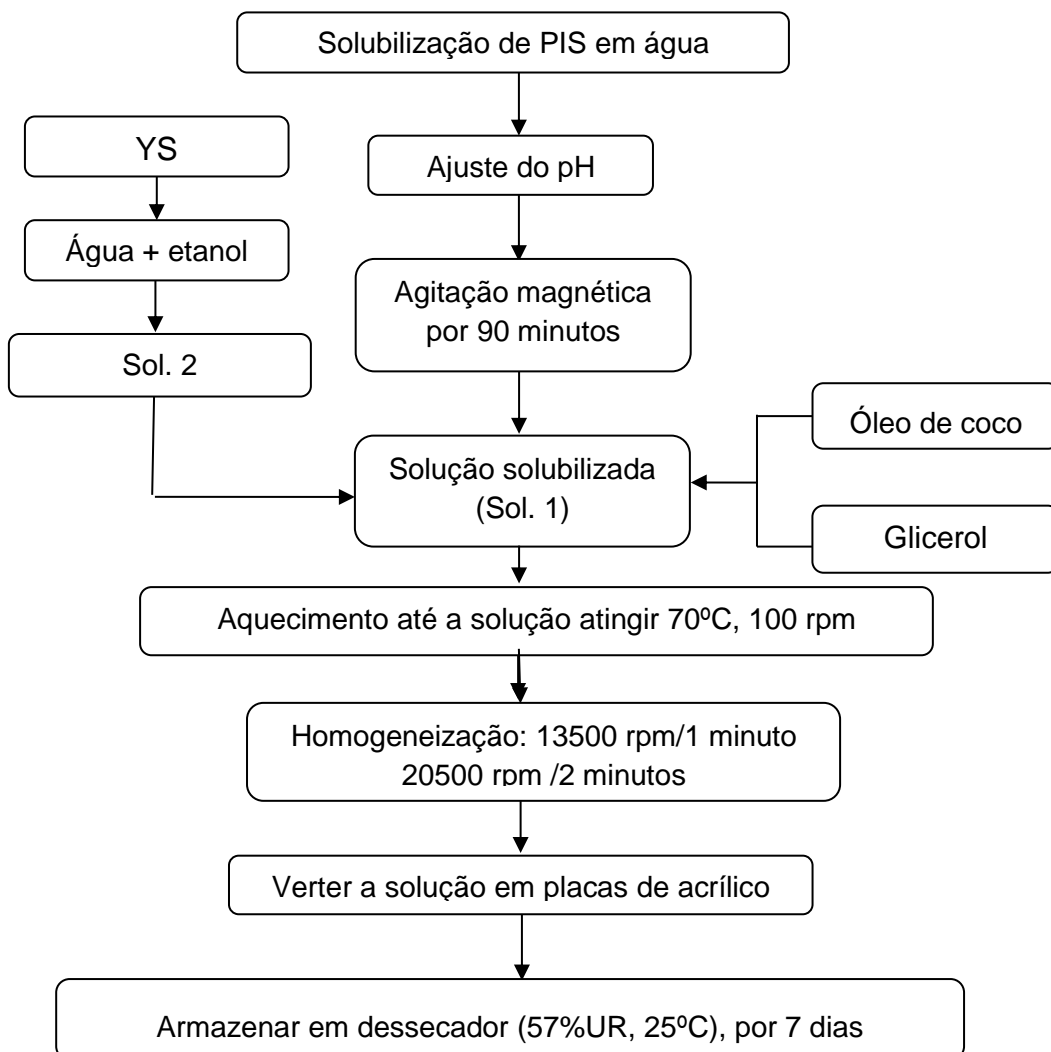 Solubilização de PIS em água
YS
Ajuste do pH
Água + etanol
Agitação magnética
por 90 minutos
Sol. 2
Óleo de coco
Solução solubilizada
(Sol. 1)
Glicerol
Aquecimento até a solução atingir 70ºC, 100 rpm
Homogeneização: 13500 rpm/1 minuto
20500 rpm /2 minutos
Verter a solução em placas de acrílico
Armazenar em dessecador (57%UR, 25ºC), por 7 dias